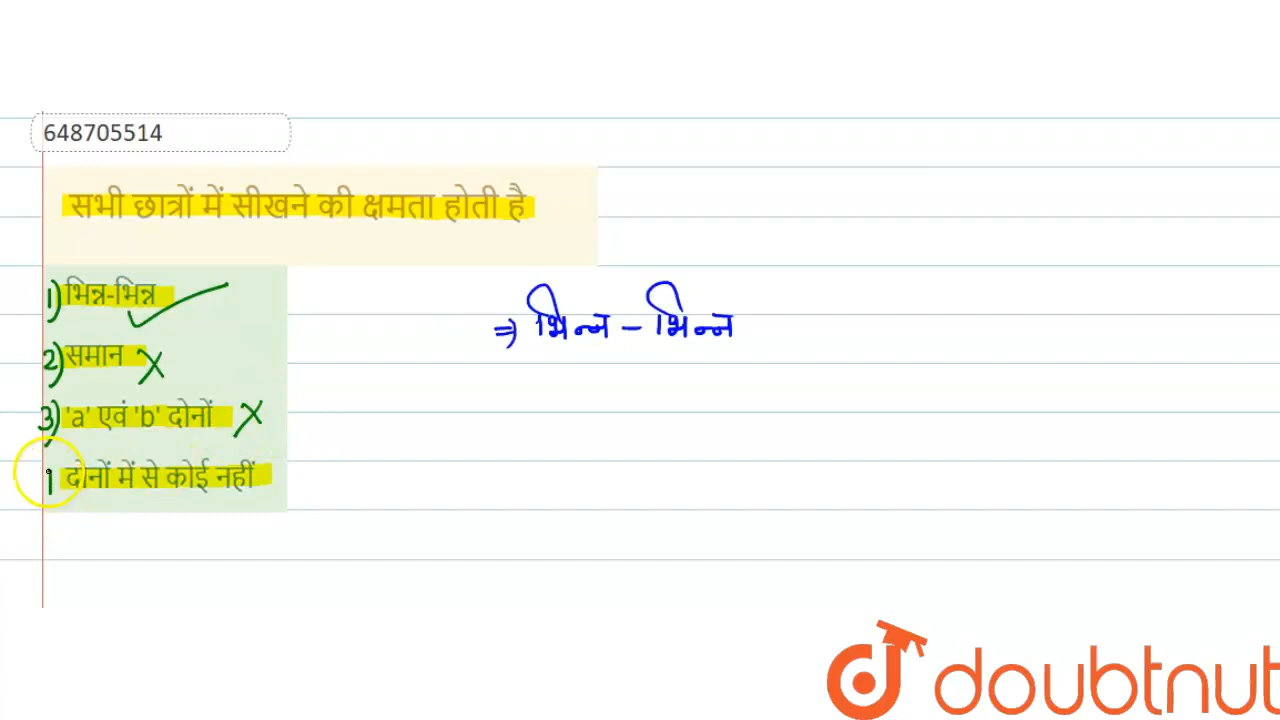 648705514
सभी छात्रों में सीखने की क्षमता होती है
1) भिन्न-भिन्न
⇒ भिन्न – भिन्न
2) समान
3) 'a' एवं 'b' दोनों
दोनों में से कोई नहीं
doubtnut